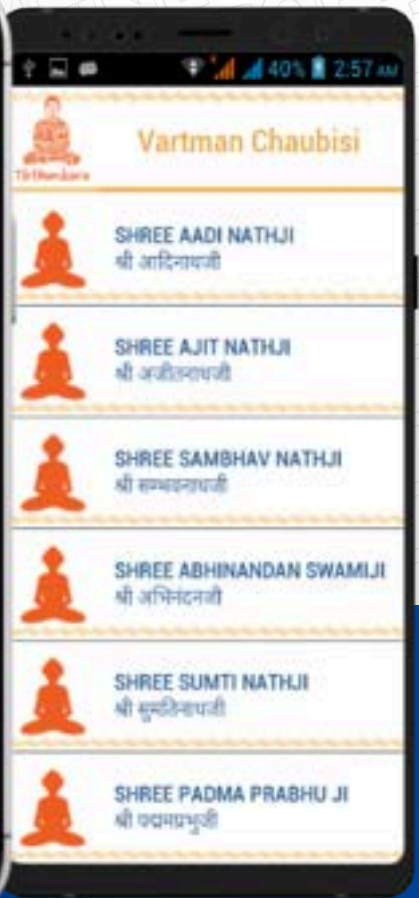 40% 2:57 AM
Tirthankara
Vartman Chaubisi
SHREE AADI NATHJI
श्री आदिनाथजी
SHREE AJIT NATHJI
श्री अजीतनाथजी
SHREE SAMBHAV NATHJI
श्री सम्भवनाथजी
SHREE ABHINANDAN SWAMIJI
श्री अभिनंदनजी
SHREE SUMTI NATHJI
श्री सुमतिनाथजी
SHREE PADMA PRABHU JI
श्री पदमप्रभुजी